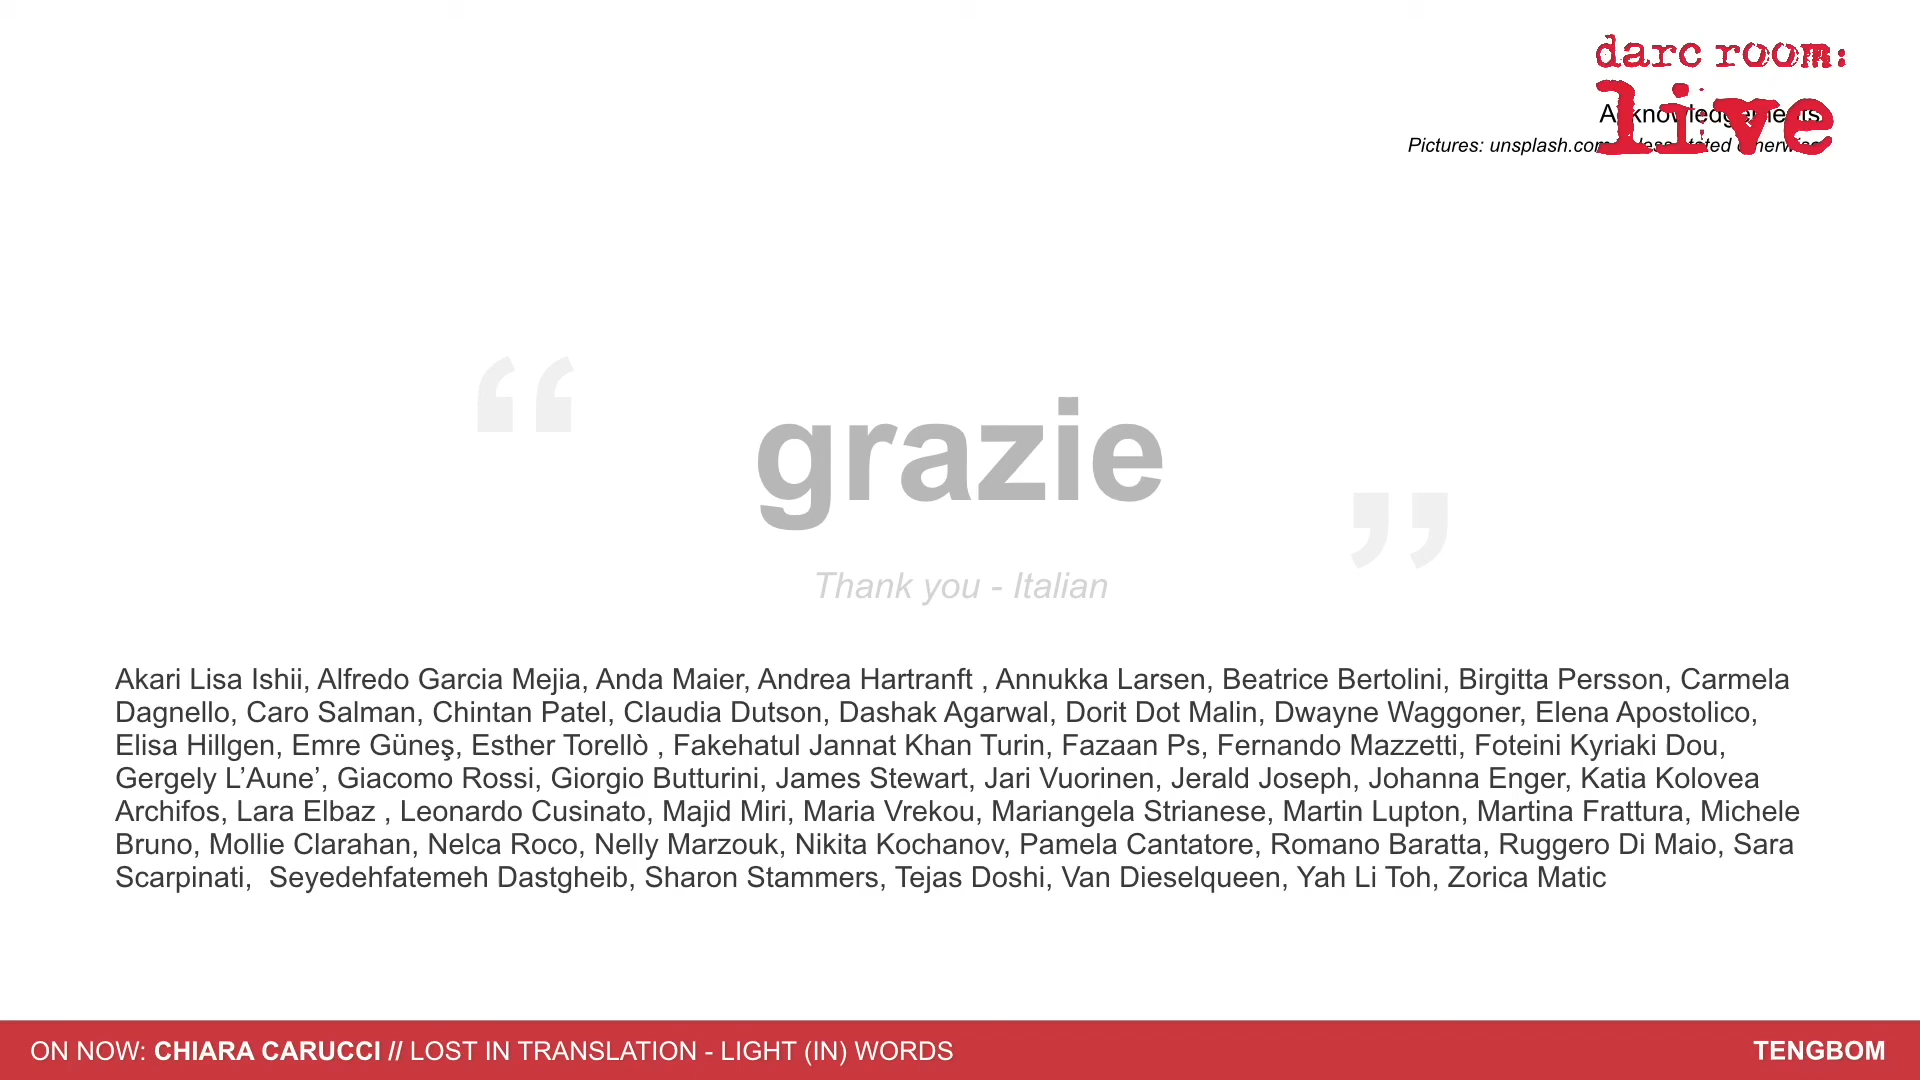 darc room:
live
Acknowledgements
Pictures: unsplash.com unless stated otherwise
“
grazie
”
Thank you - Italian
Akari Lisa Ishii, Alfredo Garcia Mejia, Anda Maier, Andrea Hartranft , Annukka Larsen, Beatrice Bertolini, Birgitta Persson, Carmela
Dagnello, Caro Salman, Chintan Patel, Claudia Dutson, Dashak Agarwal, Dorit Dot Malin, Dwayne Waggoner, Elena Apostolico,
Elisa Hillgen, Emre Güneş, Esther Torellò , Fakehatul Jannat Khan Turin, Fazaan Ps, Fernando Mazzetti, Foteini Kyriaki Dou,
Gergely L’Aune’, Giacomo Rossi, Giorgio Butturini, James Stewart, Jari Vuorinen, Jerald Joseph, Johanna Enger, Katia Kolovea
Archifos, Lara Elbaz , Leonardo Cusinato, Majid Miri, Maria Vrekou, Mariangela Strianese, Martin Lupton, Martina Frattura, Michele
Bruno, Mollie Clarahan, Nelca Roco, Nelly Marzouk, Nikita Kochanov, Pamela Cantatore, Romano Baratta, Ruggero Di Maio, Sara
Scarpinati,  Seyedehfatemeh Dastgheib, Sharon Stammers, Tejas Doshi, Van Dieselqueen, Yah Li Toh, Zorica Matic
ON NOW: CHIARA CARUCCI // LOST IN TRANSLATION - LIGHT (IN) WORDS
TENGBOM